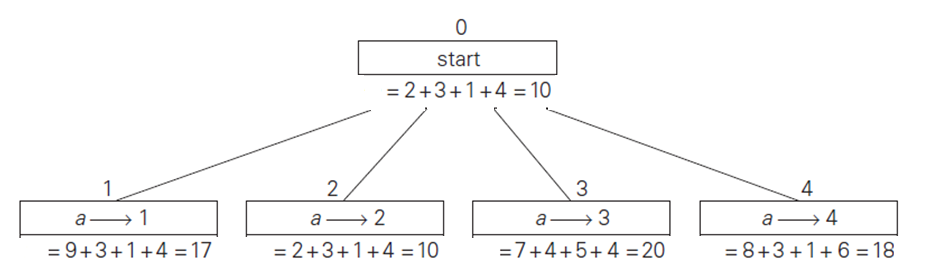 0
start
= 2 + 3 + 1 + 4 = 10
1 2 3 4
a ⟶ 1 a ⟶ 2 a ⟶ 3 a ⟶ 4
= 9 + 3 + 1 + 4 = 17 = 2 + 3 + 1 + 4 = 10 = 7 + 4 + 5 + 4 = 20 = 8 + 3 + 1 + 6 = 18